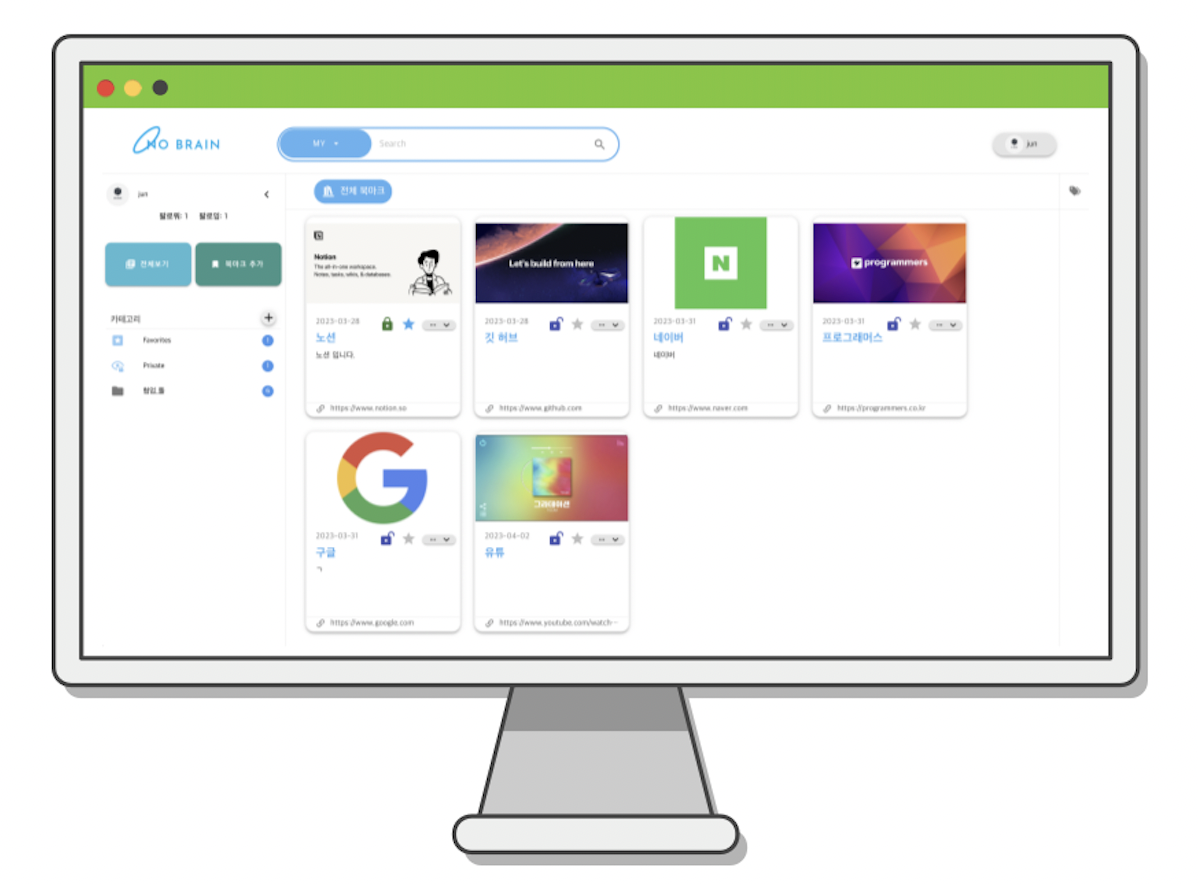 NO BRAIN
MY
Search
jun
jun
팔로워: 1 팔로잉: 1
전체 북마크
전체보기
북마크 추가
카테고리
Favorites
Private
Notion
The all-in-one workspace.
Notes, tasks, wikis, & databases.
2023-03-28
노션
노션 입니다.
https://www.notion.so
Let's build from here
2023-03-28
깃 허브
https://www.github.com
N
2023-03-31
네이버
네이버
https://www.naver.com
programmers
2023-03-31
프로그래머스
https://programmers.co.kr
G
2023-03-31
구글
ㄱ
https://www.google.com
그라데이션
2023-04-02
유튜
https://www.youtube.com/watch…